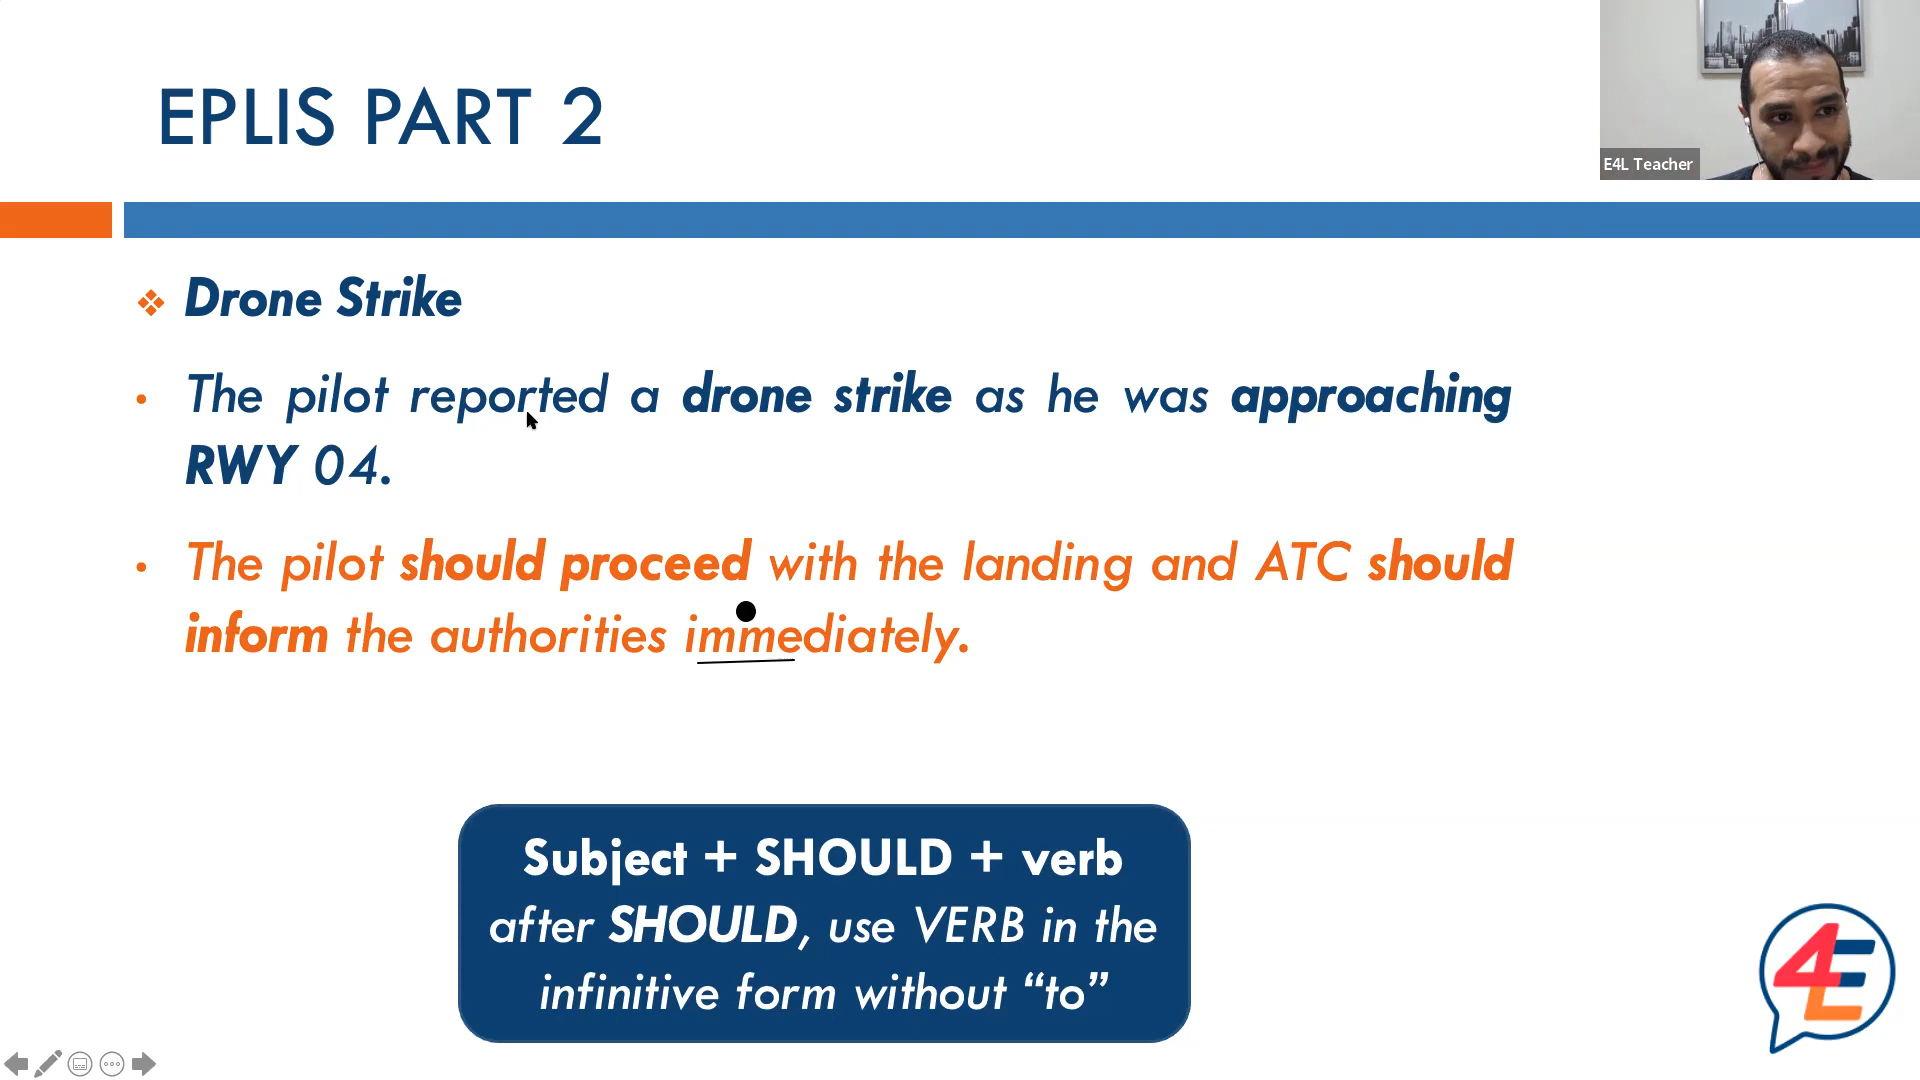 EPLIS PART 2
E4L Teacher
Drone Strike
The pilot reported a drone strike as he was approaching
RWY 04.
The pilot should proceed with the landing and ATC should
inform the authorities immediately.
Subject + SHOULD + verb
after SHOULD, use VERB in the
infinitive form without “to”
4E